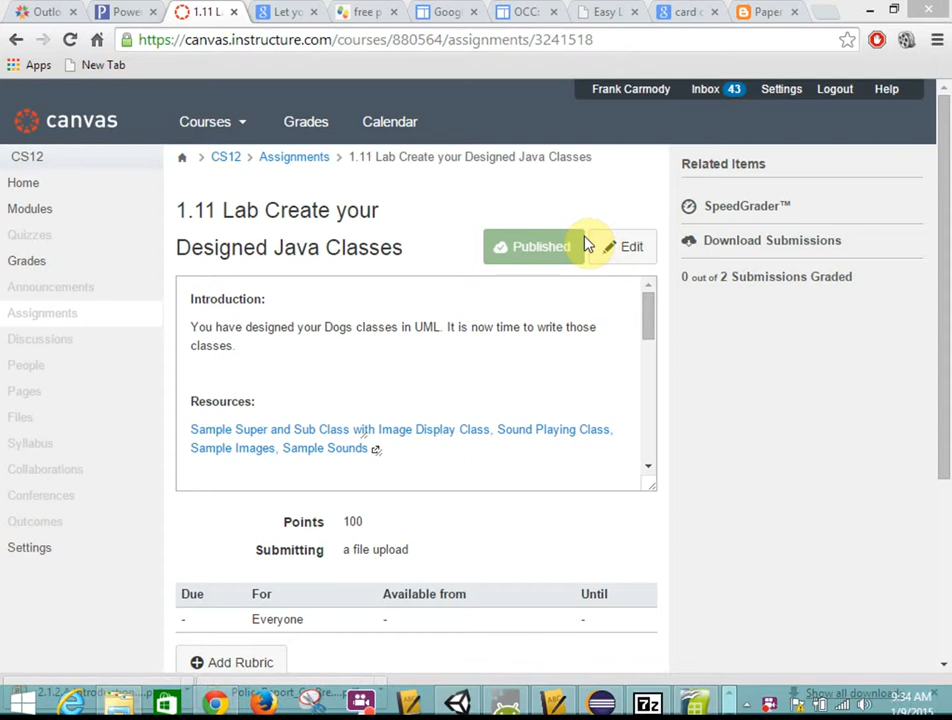 Outlo
Power
1.11 L
Let yo
free p
Googl
OCC:
Easy L
card c
Paper
https://canvas.instructure.com/courses/880564/assignments/3241518
Apps New Tab
Frank Carmody Inbox 43 Settings Logout Help
canvas Courses Grades Calendar
CS12
CS12 > Assignments > 1.11 Lab Create your Designed Java Classes
Home
Modules
Quizzes
Grades
Announcements
Assignments
Discussions
People
Pages
Files
Syllabus
Collaborations
Conferences
Outcomes
Settings
1.11 Lab Create your
Designed Java Classes
Published Edit
Introduction:
You have designed your Dogs classes in UML. It is now time to write those
classes.
Resources:
Sample Super and Sub Class with Image Display Class, Sound Playing Class,
Sample Images, Sample Sounds
Points 100
Submitting a file upload
Due For Available from Until
- Everyone - -
Add Rubric
Related Items
SpeedGrader™
Download Submissions
0 out of 2 Submissions Graded
Show all downloads
9:34 AM
1/9/2015